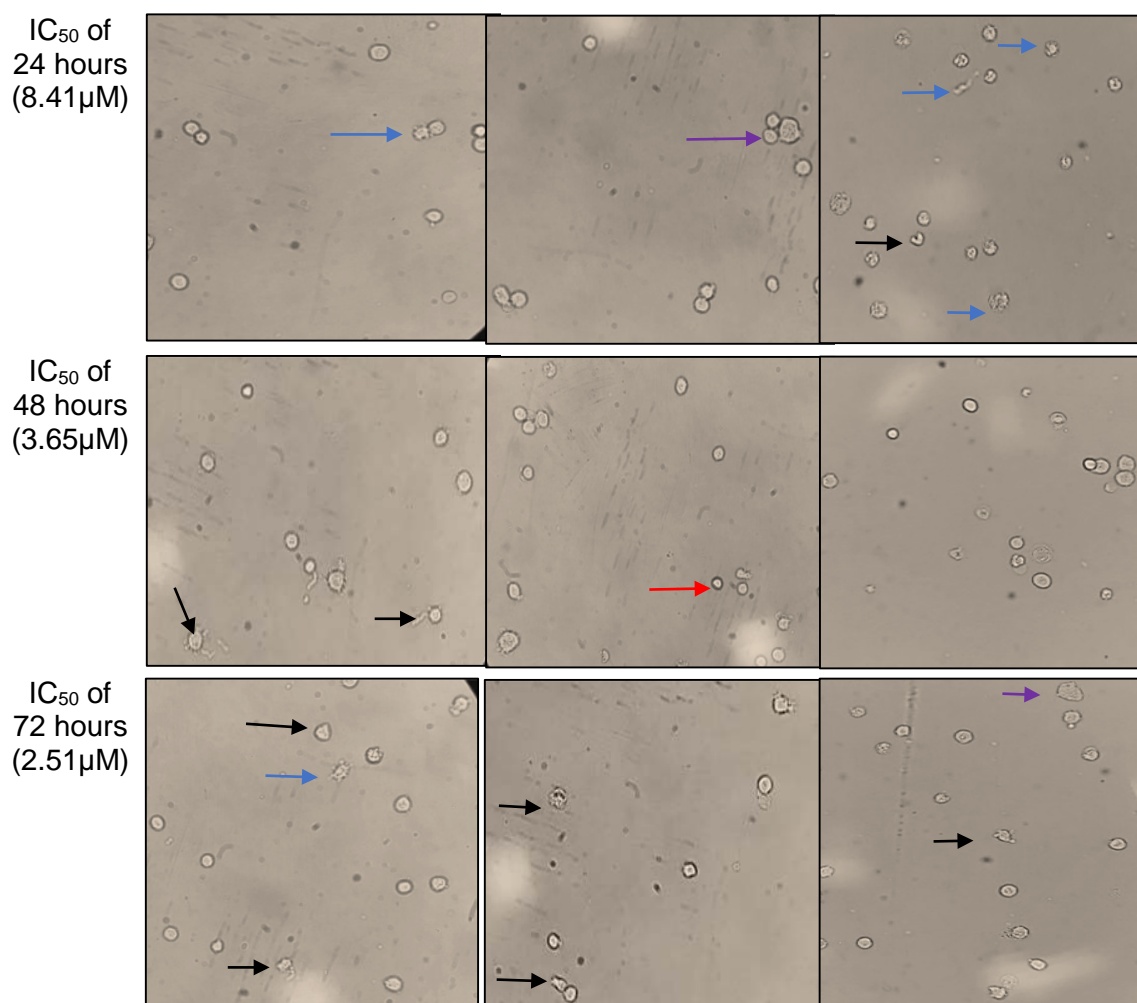 IC₅₀ of
24 hours
(8.41µM)
IC₅₀ of
48 hours
(3.65µM)
IC₅₀ of
72 hours
(2.51µM)